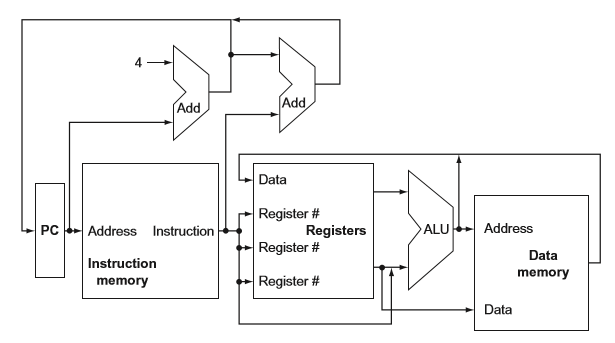 4
Add
Add
PC
Address
Instruction
Instruction
memory
Data
Register #
Registers
Register #
Register #
ALU
Address
Data
memory
Data